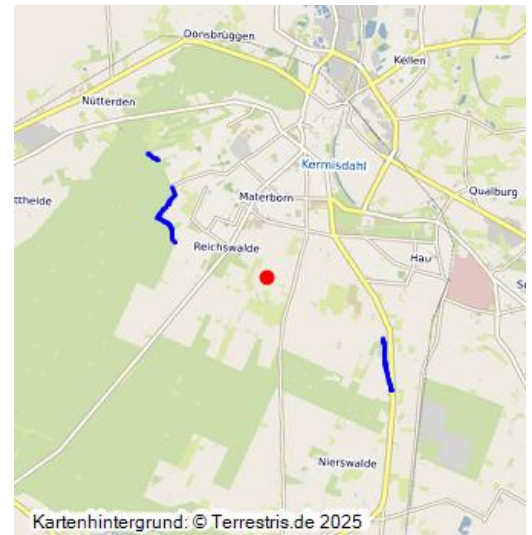 Donsbrüggen
Kellen
Nütterden
Kermisdahl
ttheide
Materborn
Qualburg
Reichswalde
Hau
Nierswalde
Kartenhintergrund: © Terrestris.de 2025